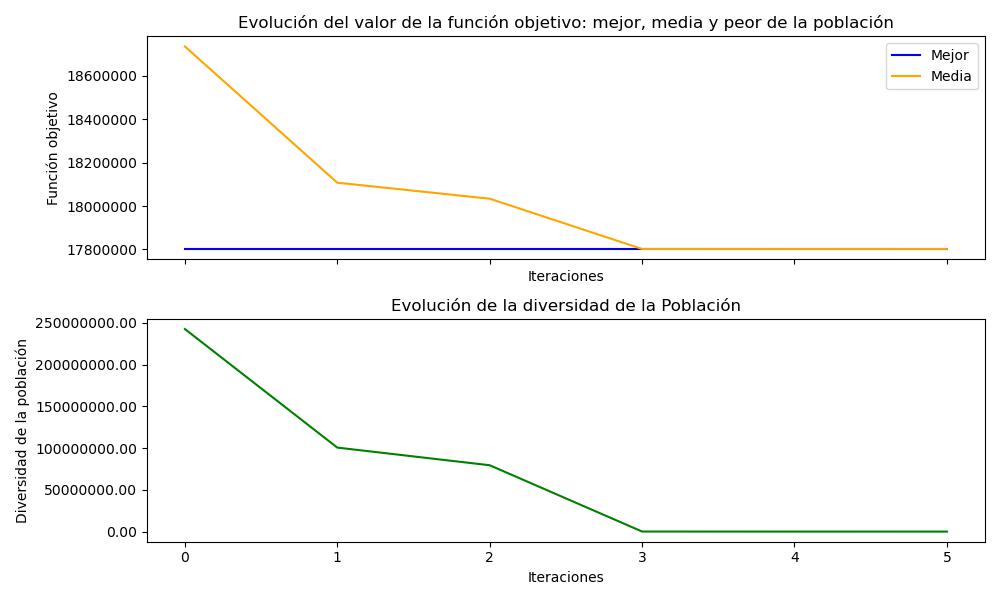 Evolución del valor de la función objetivo: mejor, media y peor de la población
Función objetivo
18600000
18400000
18200000
18000000
17800000
Mejor
Media
Iteraciones
Evolución de la diversidad de la Población
Diversidad de la población
250000000.00
200000000.00
150000000.00
100000000.00
50000000.00
0.00
0 1 2 3 4 5
Iteraciones